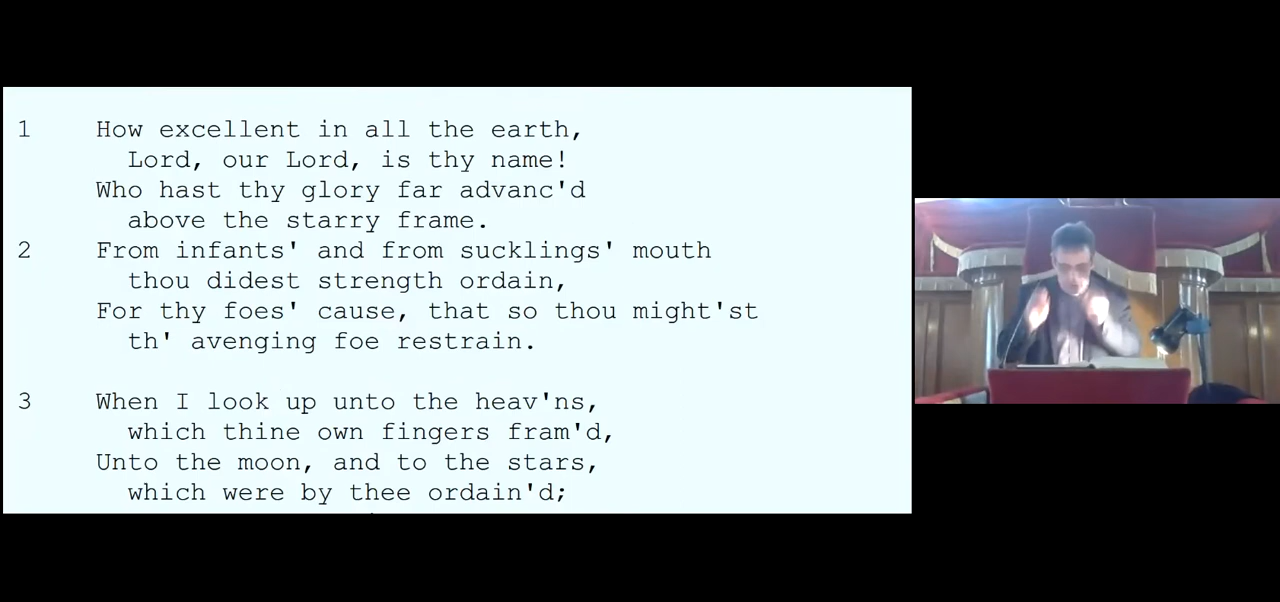 1 How excellent in all the earth,
Lord, our Lord, is thy name!
Who hast thy glory far advanc'd
above the starry frame.
2 From infants' and from sucklings' mouth
thou didest strength ordain,
For thy foes' cause, that so thou might'st
th' avenging foe restrain.
3 When I look up unto the heav'ns,
which thine own fingers fram'd,
Unto the moon, and to the stars,
which were by thee ordain'd;